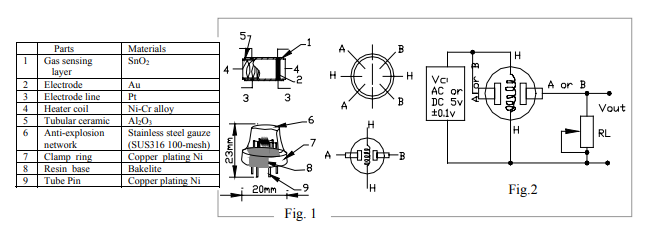 Parts Materials
1 Gas sensing layer SnO₂
2 Electrode Au
3 Electrode line Pt
4 Heater coil Ni-Cr alloy
5 Tubular ceramic Al₂O₃
6 Anti-explosion network Stainless steel gauze (SUS316 100-mesh)
7 Clamp ring Copper plating Ni
8 Resin base Bakelite
9 Tube Pin Copper plating Ni
5
1
4 4
2
3 3
6
7
8
9
23mm
20mm
Fig. 1
A B
H H
A B
H
A B
H
Vc
AC or
DC 5v
±0.1v
A or B
H
H
A or B
Vout
RL
Fig.2